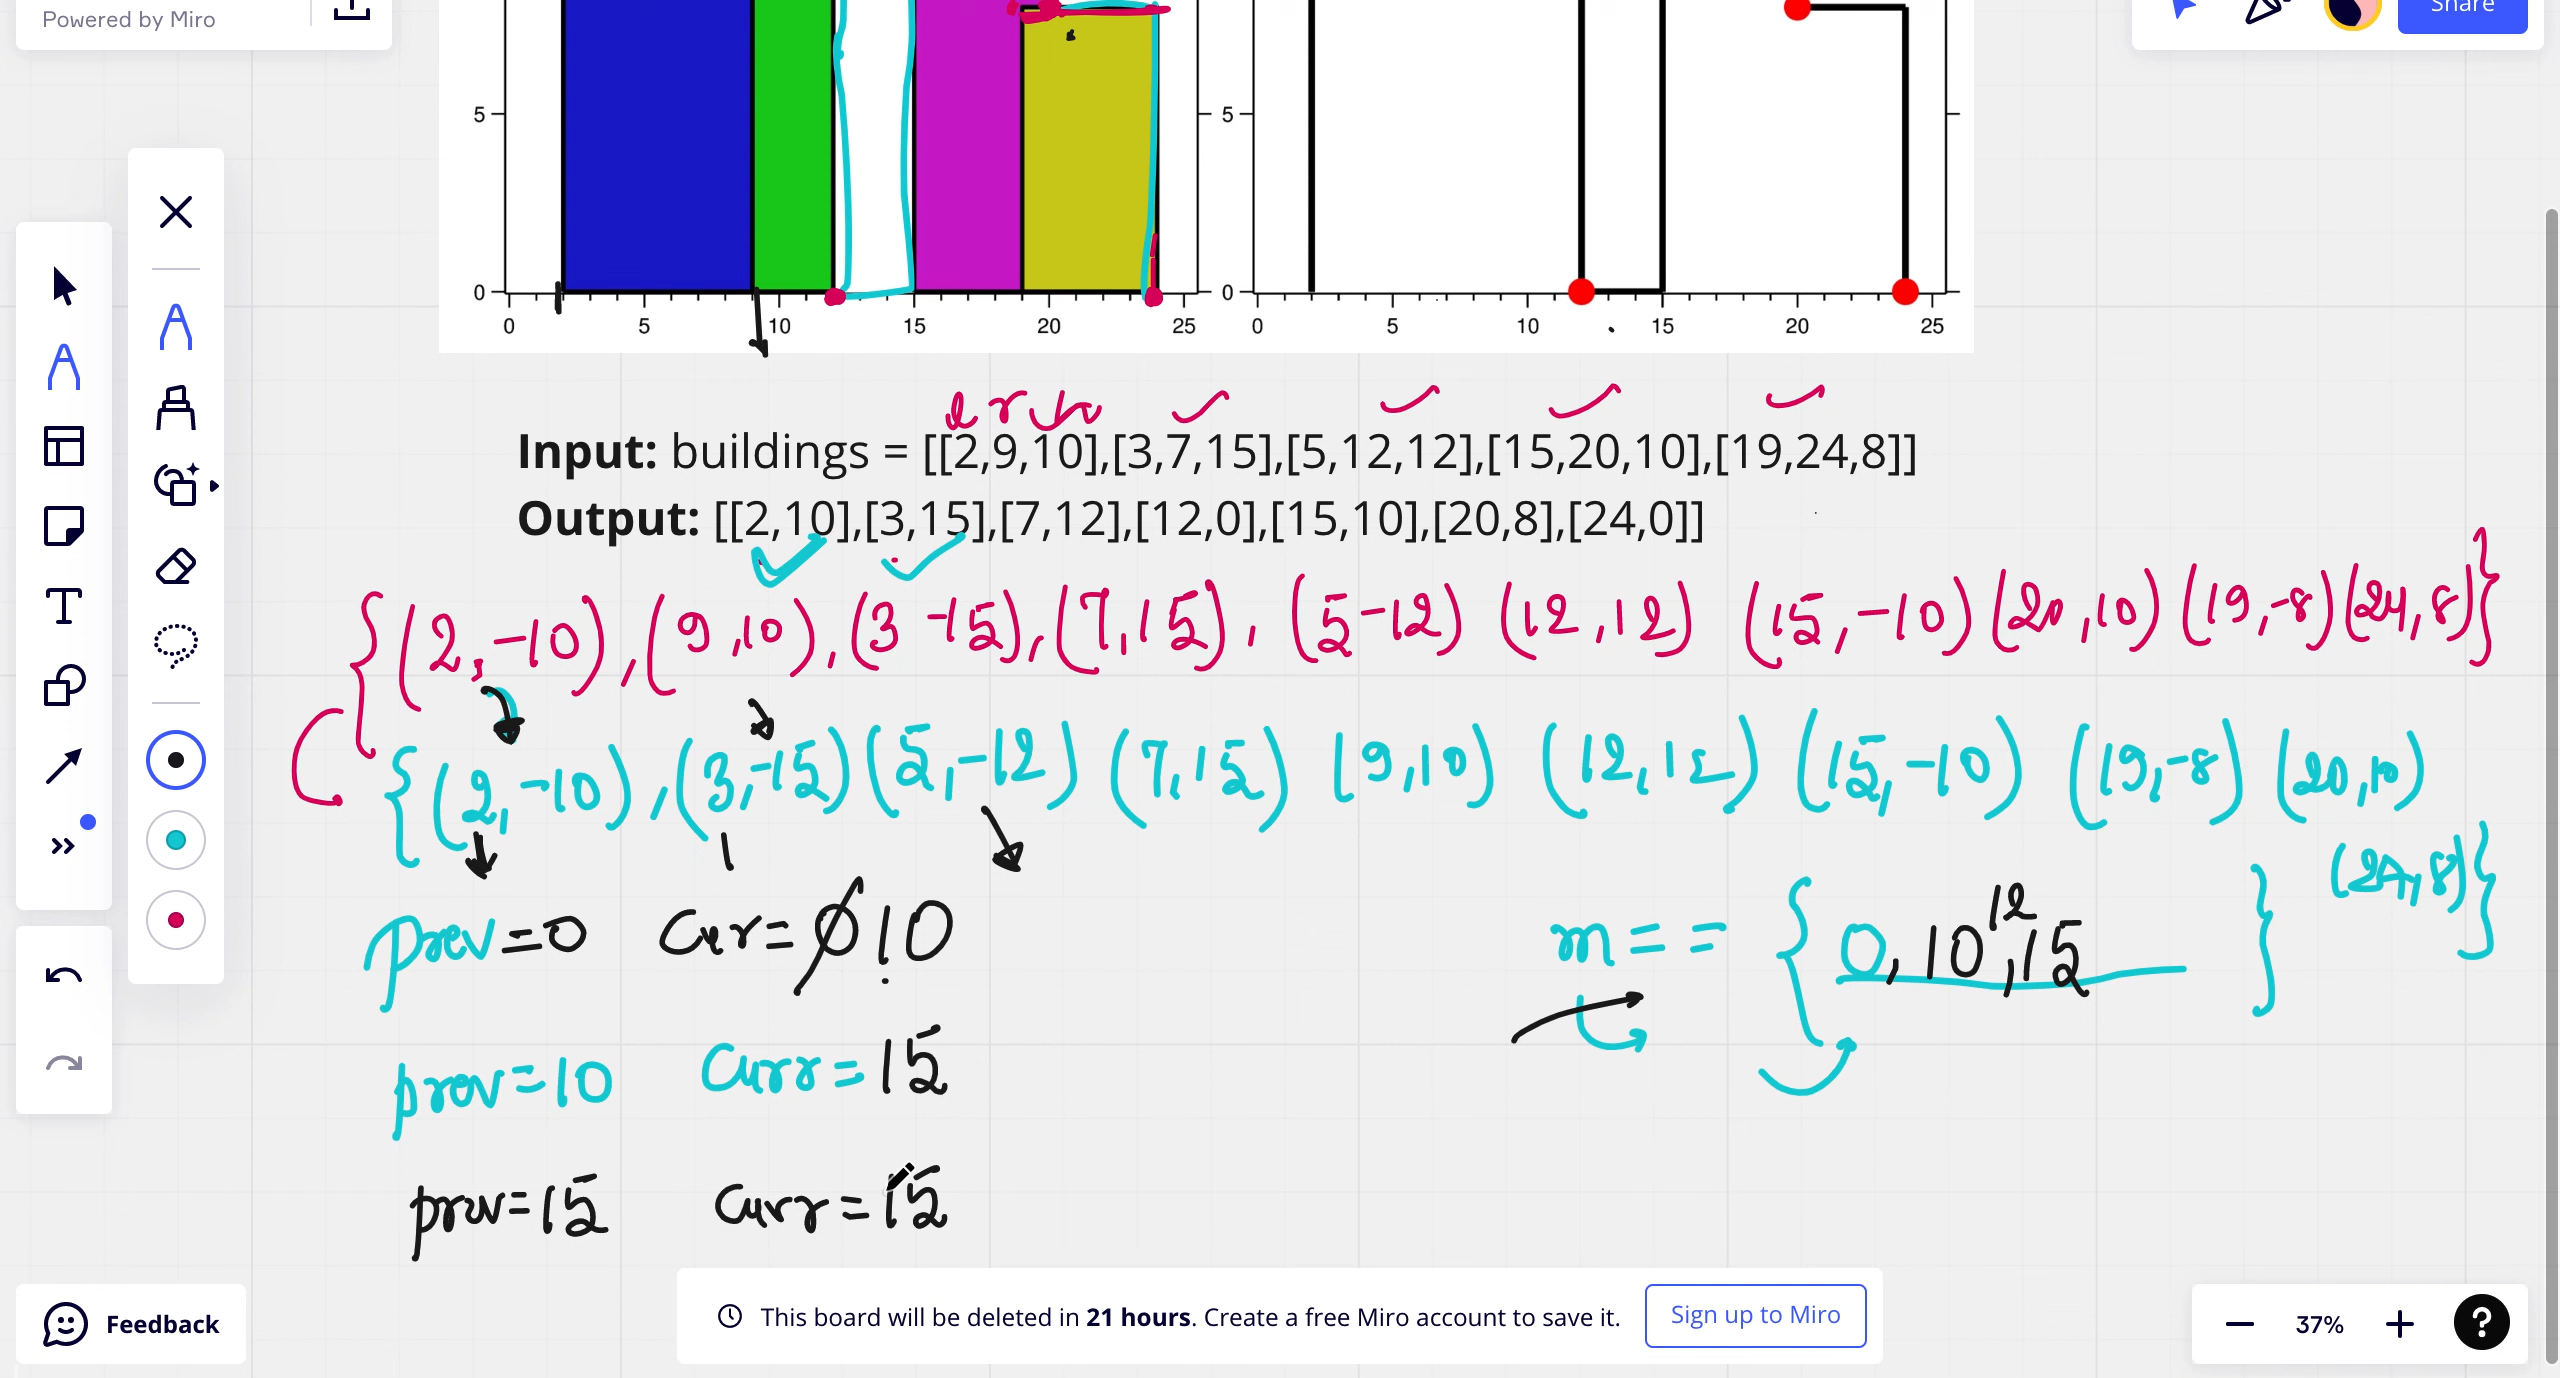 Powered by Miro
Share
5
5
0
0
0 5 10 15 20 25
0 5 10 15 20 25
Input: buildings = [[2,9,10],[3,7,15],[5,12,12],[15,20,10],[19,24,8]]
Output: [[2,10],[3,15],[7,12],[12,0],[15,10],[20,8],[24,0]]
{(2,-10),(9,10),(3-15),(7,15),(5-12)(12,12)(15,-10)(20,10)(19,-8)(24,8)}
{(2,-10),(3,-15)(5,-12)(7,15)(9,10)(12,12)(15,-10)(19,-8)(20,10)
(24,8)}
prev=0 Curr=0 10
m== {0,10,12,15}
prev=10 Curr=15
prev=15 Curr=15
Feedback
This board will be deleted in 21 hours. Create a free Miro account to save it.
Sign up to Miro
37%